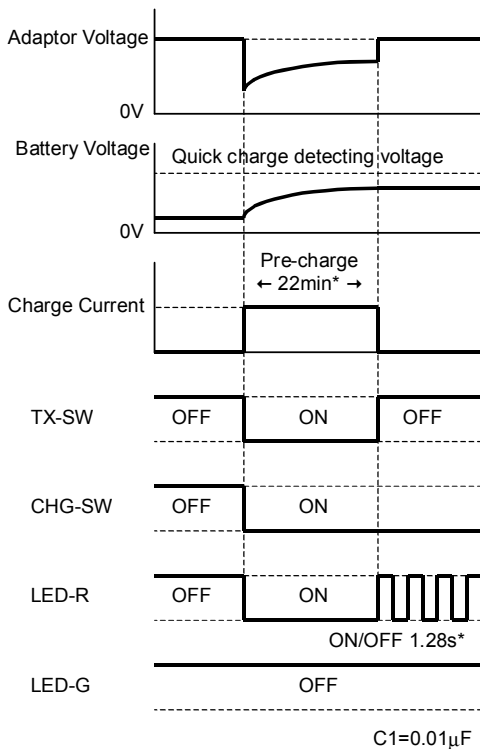 Adaptor Voltage
0V
Battery Voltage
Quick charge detecting voltage
0V
Pre-charge
← 22min* →
Charge Current
TX-SW
OFF
ON
OFF
CHG-SW
OFF
ON
LED-R
OFF
ON
ON/OFF 1.28s*
LED-G
OFF
C1=0.01μF